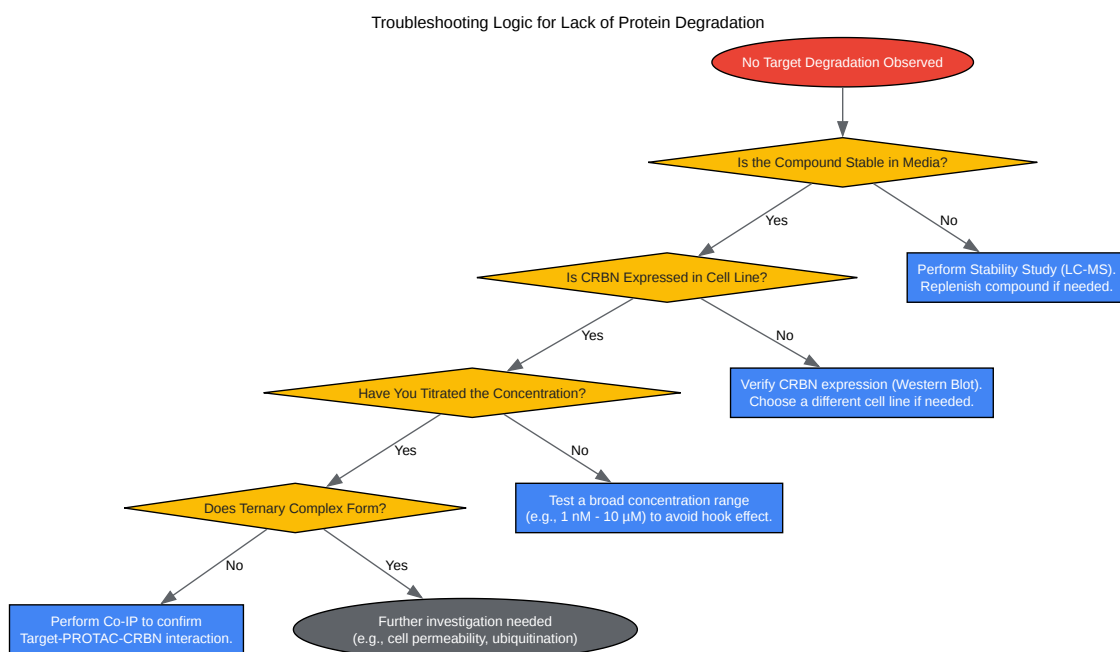 Troubleshooting Logic for Lack of Protein Degradation
No Target Degradation Observed
Is the Compound Stable in Media?
Yes
No
Is CRBN Expressed in Cell Line?
Perform Stability Study (LC-MS).
Replenish compound if needed.
Yes
No
Have You Titrated the Concentration?
Verify CRBN expression (Western Blot).
Choose a different cell line if needed.
Yes
No
Does Ternary Complex Form?
Test a broad concentration range
(e.g., 1 nM - 10 µM) to avoid hook effect.
No
Yes
Perform Co-IP to confirm
Target-PROTAC-CRBN interaction.
Further investigation needed
(e.g., cell permeability, ubiquitination)